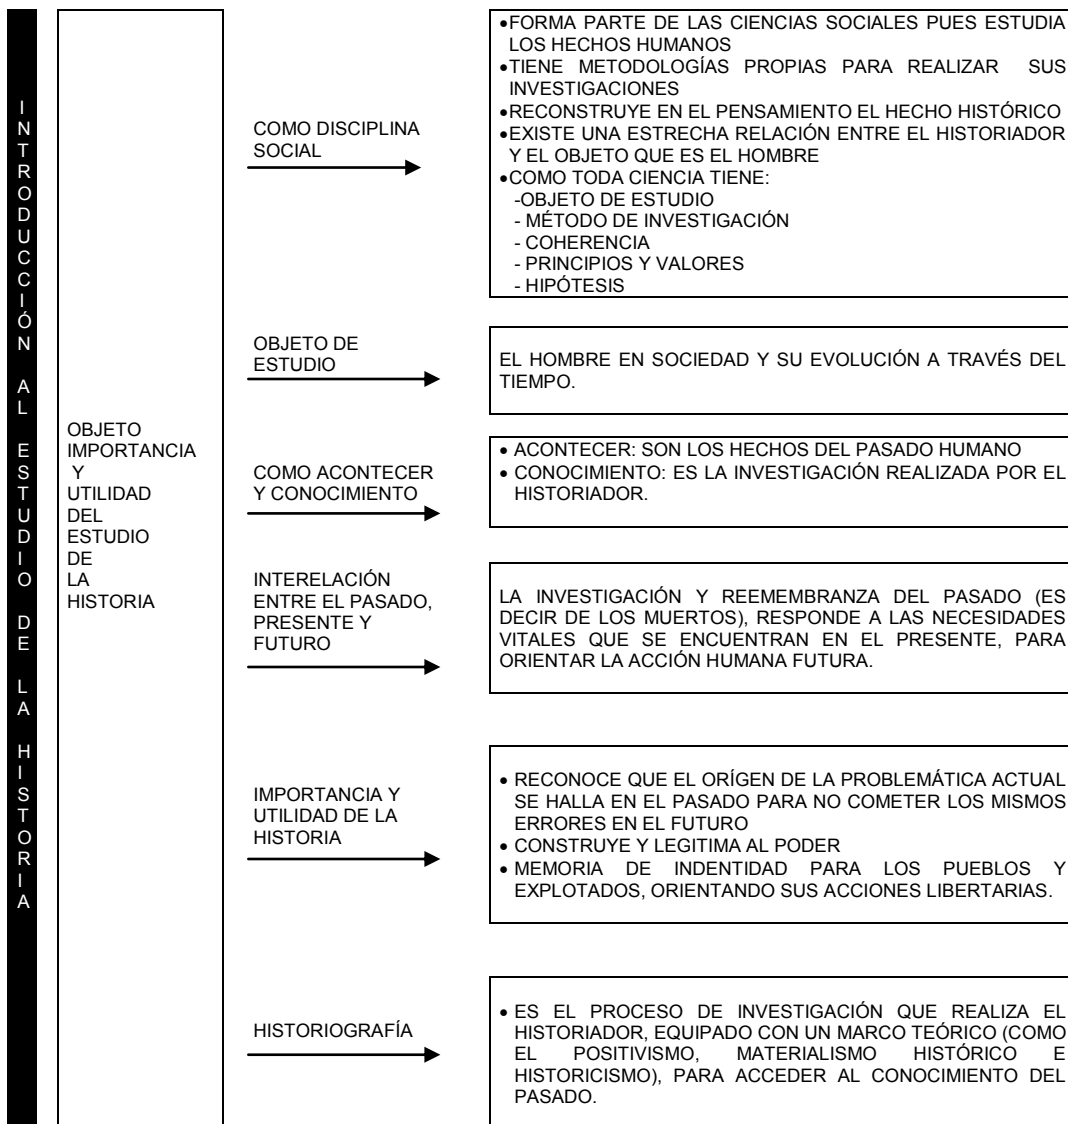 INTRODUCCIÓN AL ESTUDIO DE LA HISTORIA
OBJETO
IMPORTANCIA
Y
UTILIDAD
DEL
ESTUDIO
DE
LA
HISTORIA
COMO DISCIPLINA
SOCIAL
•FORMA PARTE DE LAS CIENCIAS SOCIALES PUES ESTUDIA
LOS HECHOS HUMANOS
•TIENE METODOLOGÍAS PROPIAS PARA REALIZAR SUS
INVESTIGACIONES
•RECONSTRUYE EN EL PENSAMIENTO EL HECHO HISTÓRICO
•EXISTE UNA ESTRECHA RELACIÓN ENTRE EL HISTORIADOR
Y EL OBJETO QUE ES EL HOMBRE
•COMO TODA CIENCIA TIENE:
-OBJETO DE ESTUDIO
- MÉTODO DE INVESTIGACIÓN
- COHERENCIA
- PRINCIPIOS Y VALORES
- HIPÓTESIS
OBJETO DE
ESTUDIO
EL HOMBRE EN SOCIEDAD Y SU EVOLUCIÓN A TRAVÉS DEL
TIEMPO.
COMO ACONTECER
Y CONOCIMIENTO
• ACONTECER: SON LOS HECHOS DEL PASADO HUMANO
• CONOCIMIENTO: ES LA INVESTIGACIÓN REALIZADA POR EL
HISTORIADOR.
INTERELACIÓN
ENTRE EL PASADO,
PRESENTE Y
FUTURO
LA INVESTIGACIÓN Y REEMEMBRANZA DEL PASADO (ES
DECIR DE LOS MUERTOS), RESPONDE A LAS NECESIDADES
VITALES QUE SE ENCUENTRAN EN EL PRESENTE, PARA
ORIENTAR LA ACCIÓN HUMANA FUTURA.
IMPORTANCIA Y
UTILIDAD DE LA
HISTORIA
• RECONOCE QUE EL ORÍGEN DE LA PROBLEMÁTICA ACTUAL
SE HALLA EN EL PASADO PARA NO COMETER LOS MISMOS
ERRORES EN EL FUTURO
• CONSTRUYE Y LEGITIMA AL PODER
• MEMORIA DE INDENTIDAD PARA LOS PUEBLOS Y
EXPLOTADOS, ORIENTANDO SUS ACCIONES LIBERTARIAS.
HISTORIOGRAFÍA
• ES EL PROCESO DE INVESTIGACIÓN QUE REALIZA EL
HISTORIADOR, EQUIPADO CON UN MARCO TEÓRICO (COMO
EL POSITIVISMO, MATERIALISMO HISTÓRICO E
HISTORICISMO), PARA ACCEDER AL CONOCIMIENTO DEL
PASADO.